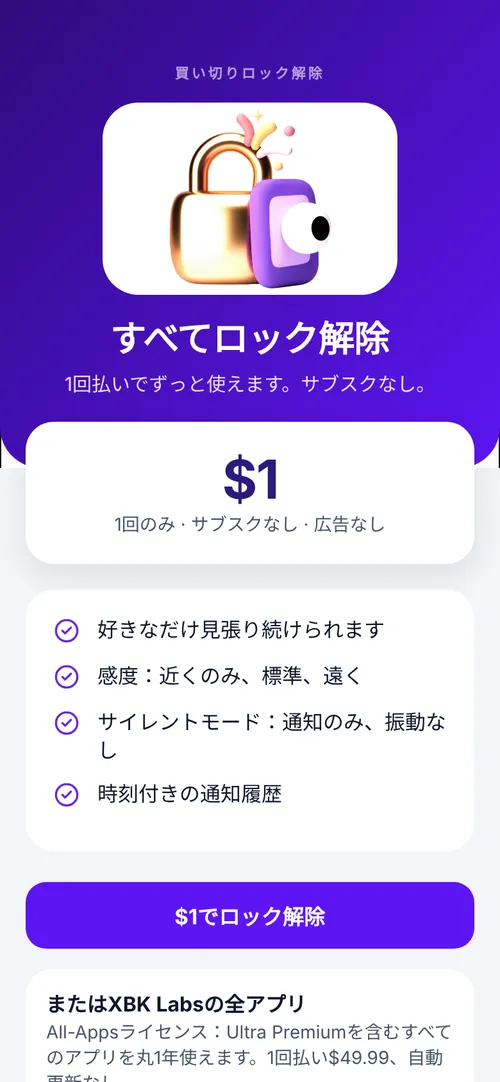 買い切りロック解除
すべてロック解除
1回払いでずっと使えます。サブスクなし。
$1
1回のみ · サブスクなし · 広告なし
好きなだけ見張り続けられます
感度：近くのみ、標準、遠く
サイレントモード：通知のみ、振動な
し
時刻付きの通知履歴
$1でロック解除
またはXBK Labsの全アプリ
All-Appsライセンス：Ultra Premiumを含むすべて
のアプリを丸1年使えます。1回払い$49.99、自動
更新なし